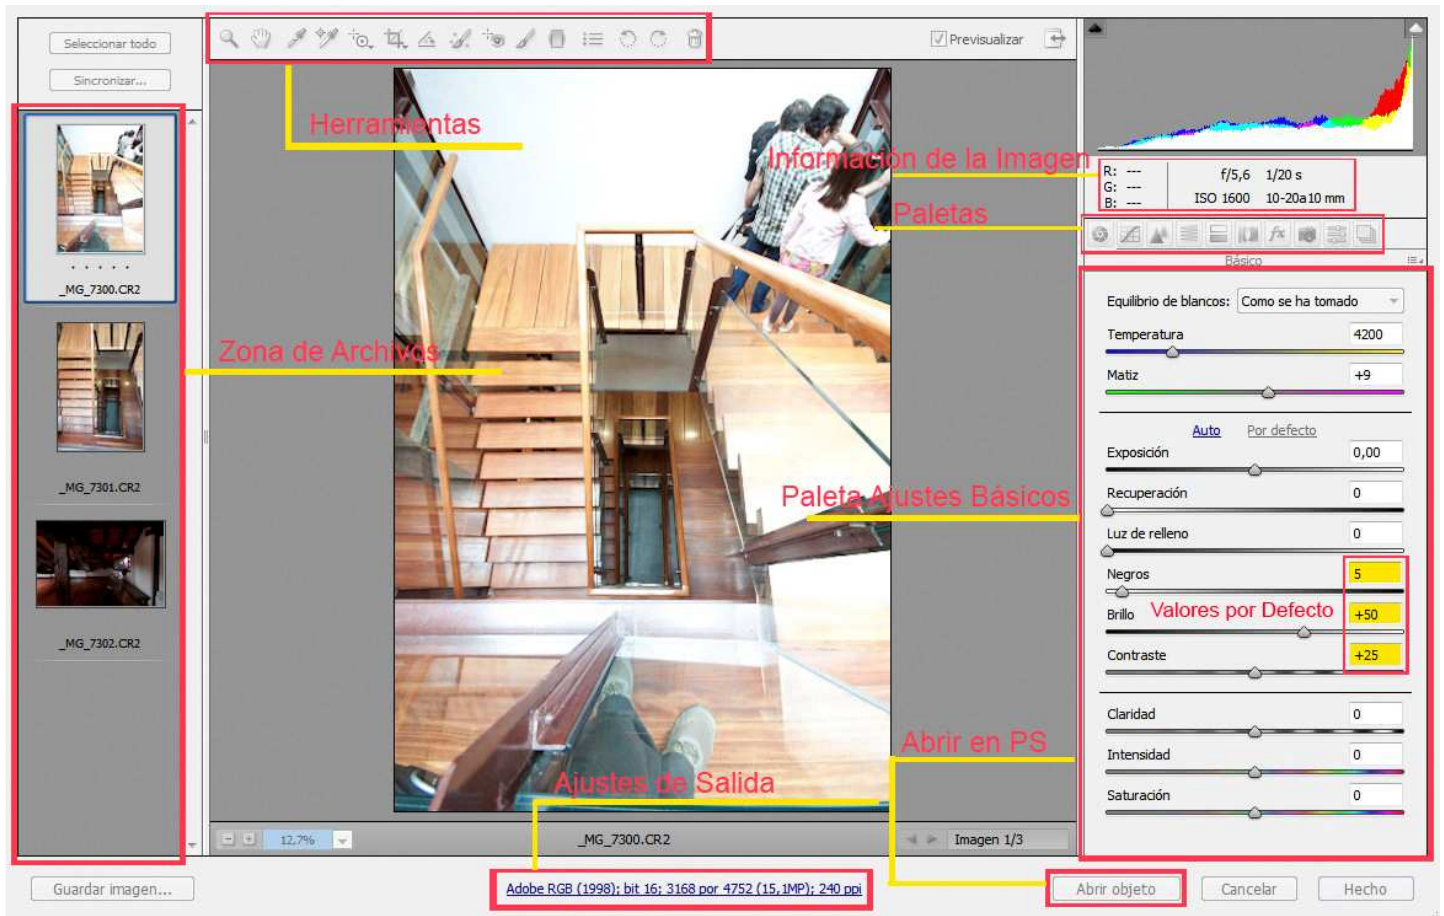 Seleccionar todo
Sincronizar...
Previsualizar
Herramientas
Información de la Imagen
R: ---
G: ---
B: ---
f/5,6 1/20 s
ISO 1600 10-20a10 mm
Paletas
fx
Básico
_MG_7300.CR2
Equilibrio de blancos: Como se ha tomado
Temperatura 4200
Matiz +9
Zona de Archivos
Auto Por defecto
Exposición 0,00
_MG_7301.CR2
Paleta Ajustes Básicos
Recuperación 0
Luz de relleno 0
Negros 5
Valores por Defecto
Brillo +50
Contraste +25
_MG_7302.CR2
Claridad 0
Abrir en PS
Intensidad 0
Ajustes de Salida
Saturación 0
12,7%
_MG_7300.CR2
Imagen 1/3
Guardar imagen...
Adobe RGB (1998); bit 16; 3168 por 4752 (15,1MP); 240 ppi
Abrir objeto
Cancelar
Hecho